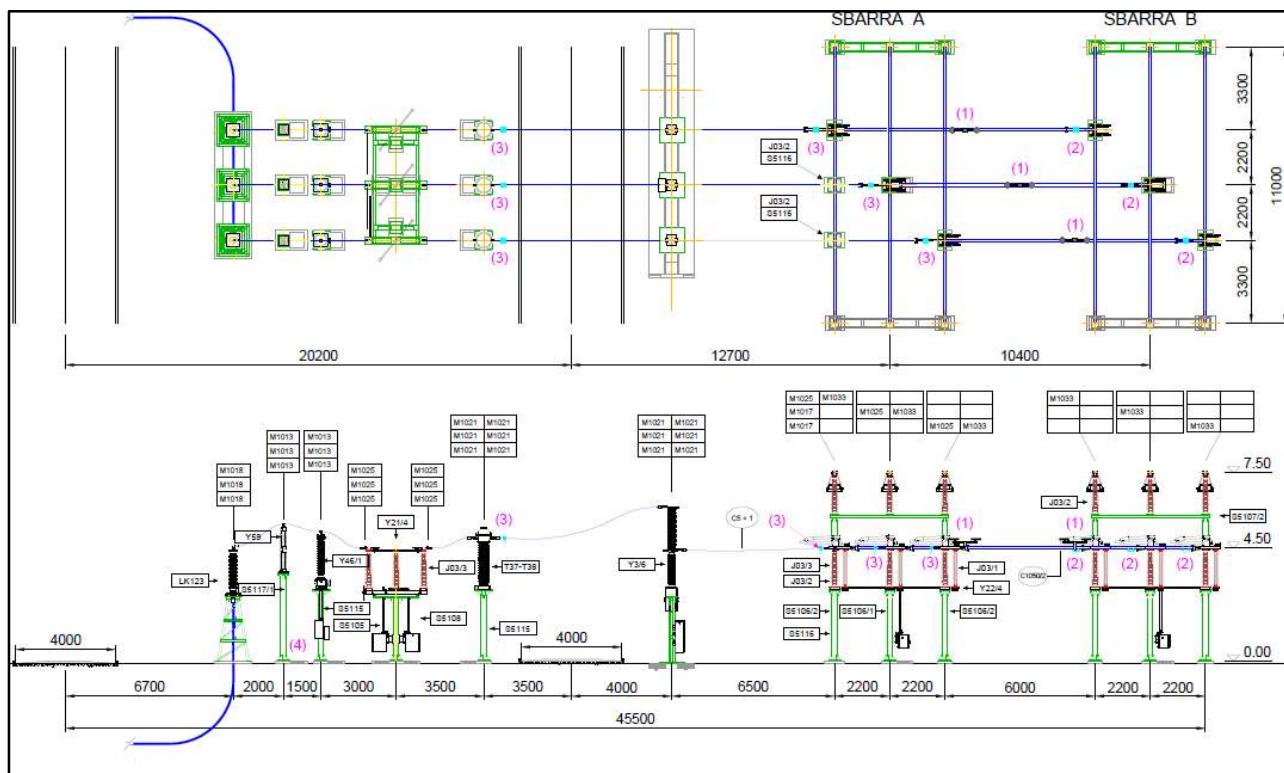 SBARRA A
SBARRA B
(1)
(3)
(3)
(2)
J03/2
S5116
(1)
(3)
(3)
(2)
J03/2
S5116
(1)
(3)
(3)
(2)
3300
2200
2200
3300
11000
20200
12700
10400
M1025 M1033
M1017
M1017
M1025 M1033
M1025 M1033
M1033
M1033
M1033
M1021 M1021
M1021 M1021
M1021 M1021
M1021 M1021
M1021 M1021
M1021 M1021
M1013
M1013
M1013
M1013
M1013
M1013
M1018
M1018
M1018
M1025
M1025
M1025
M1025
M1025
M1025
7.50
J03/2
Y21/4
(3)
C5 + 1
(3)
(1)
(1)
S5107/2
Y59
4.50
Y46/1
J03/3
T37-T38
Y3/6
J03/3
(3)
(3)
J03/1
(2)
(2)
(2)
LK123
J03/2
C1050/2
S5117/1
Y22/4
S5115
S5108
S5106/2
S5106/1
S5106/2
S5105
S5115
S5116
(4)
4000
4000
0.00
6700
2000
1500
3000
3500
3500
4000
6500
2200
2200
6000
2200
2200
45500